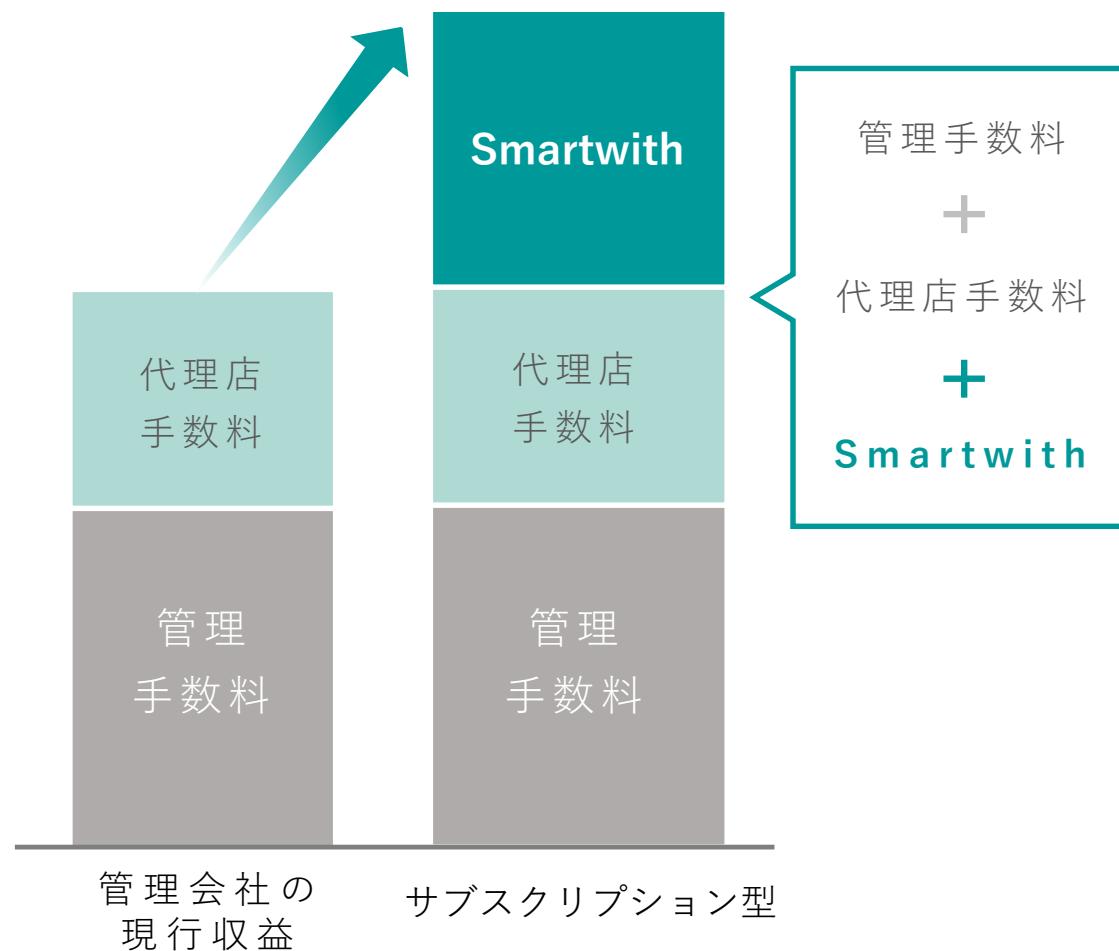 Smartwith
代理店
手数料
管理
手数料
代理店
手数料
管理
手数料
管理手数料
+
代理店手数料
+
Smartwith
管理会社の
現行収益
サブスクリプション型